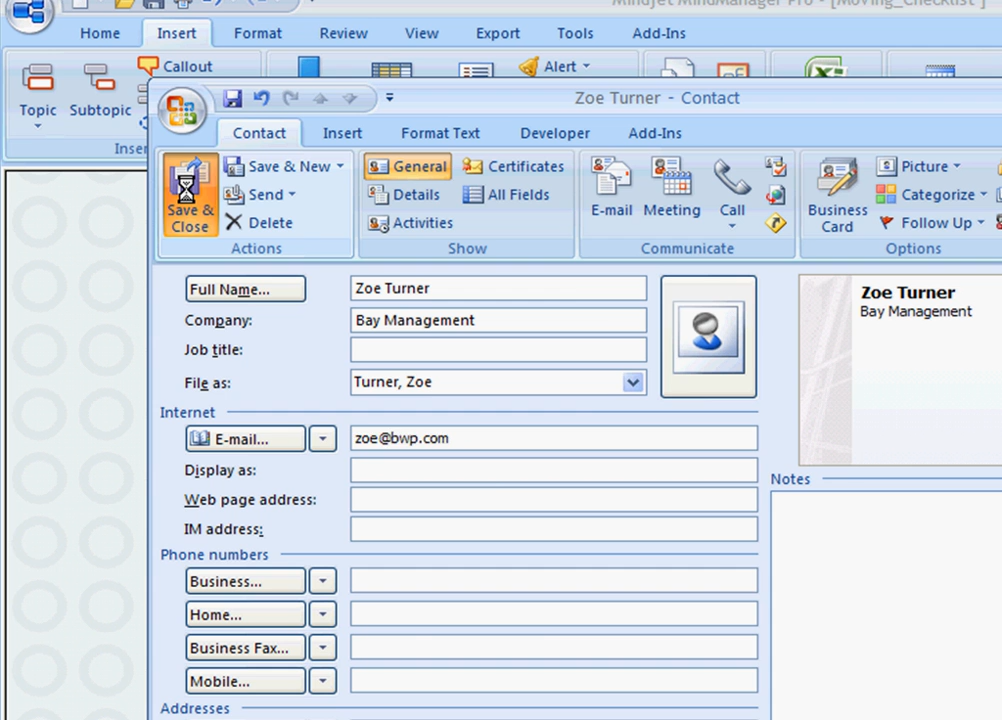 Mindjet MindManager Pro - [Moving_Checklist ]
Home Insert Format Review View Export Tools Add-Ins
Callout Alert
Topic Subtopic
Inser
Zoe Turner - Contact
Contact Insert Format Text Developer Add-Ins
Save & New General Certificates Picture
Save & Close Send Details All Fields E-mail Meeting Call Business Card Categorize
Delete Activities Follow Up
Actions Show Communicate Options
Full Name... Zoe Turner
Company: Bay Management
Job title:
File as: Turner, Zoe
Zoe Turner
Bay Management
Internet
E-mail... zoe@bwp.com
Display as:
Web page address:
IM address:
Notes
Phone numbers
Business...
Home...
Business Fax...
Mobile...
Addresses